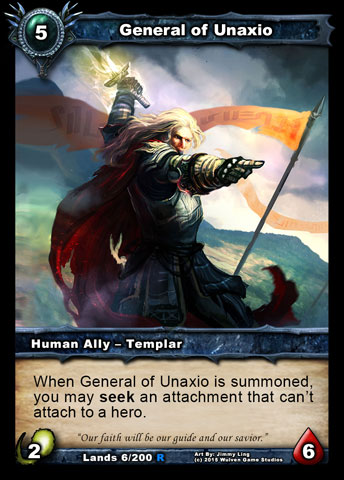 5
General of Unaxio
Human Ally – Templar
When General of Unaxio is summoned,
you may seek an attachment that can't
attach to a hero.
"Our faith will be our guide and our savior."
2
Lands 6/200 R
Art By: Jimmy Ling
(c) 2015 Wulven Game Studios
6